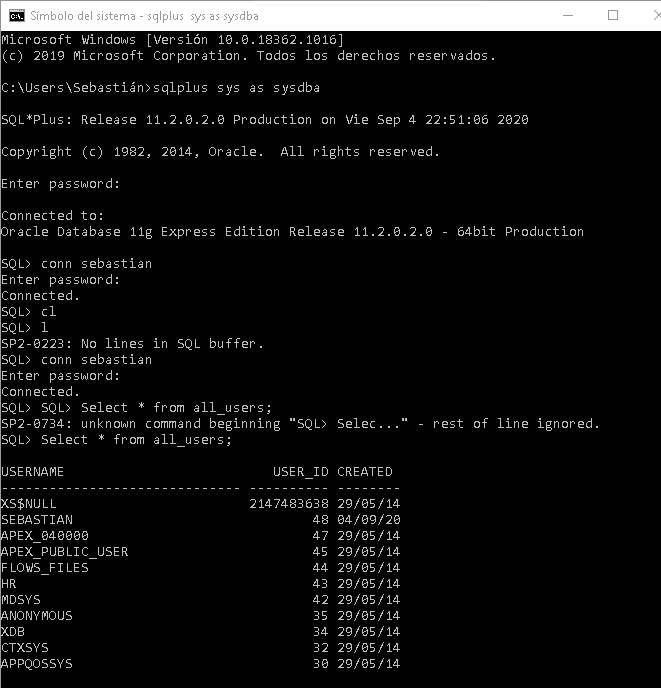 Símbolo del sistema - sqlplus  sys as sysdba
Microsoft Windows [Versión 10.0.18362.1016]
(c) 2019 Microsoft Corporation. Todos los derechos reservados.
C:\Users\Sebastián>sqlplus sys as sysdba
SQL*Plus: Release 11.2.0.2.0 Production on Vie Sep 4 22:51:06 2020
Copyright (c) 1982, 2014, Oracle.  All rights reserved.
Enter password:
Connected to:
Oracle Database 11g Express Edition Release 11.2.0.2.0 - 64bit Production
SQL> conn sebastian
Enter password:
Connected.
SQL> cl
SQL> l
SP2-0223: No lines in SQL buffer.
SQL> conn sebastian
Enter password:
Connected.
SQL> SQL> Select * from all_users;
SP2-0734: unknown command beginning "SQL> Selec..." - rest of line ignored.
SQL> Select * from all_users;
USERNAME                          USER_ID CREATED
------------------------------ ---------- --------
XS$NULL                        2147483638 29/05/14
SEBASTIAN                              48 04/09/20
APEX_040000                            47 29/05/14
APEX_PUBLIC_USER                       45 29/05/14
FLOWS_FILES                            44 29/05/14
HR                                     43 29/05/14
MDSYS                                  42 29/05/14
ANONYMOUS                              35 29/05/14
XDB                                    34 29/05/14
CTXSYS                                 32 29/05/14
APPQOSSYS                              30 29/05/14